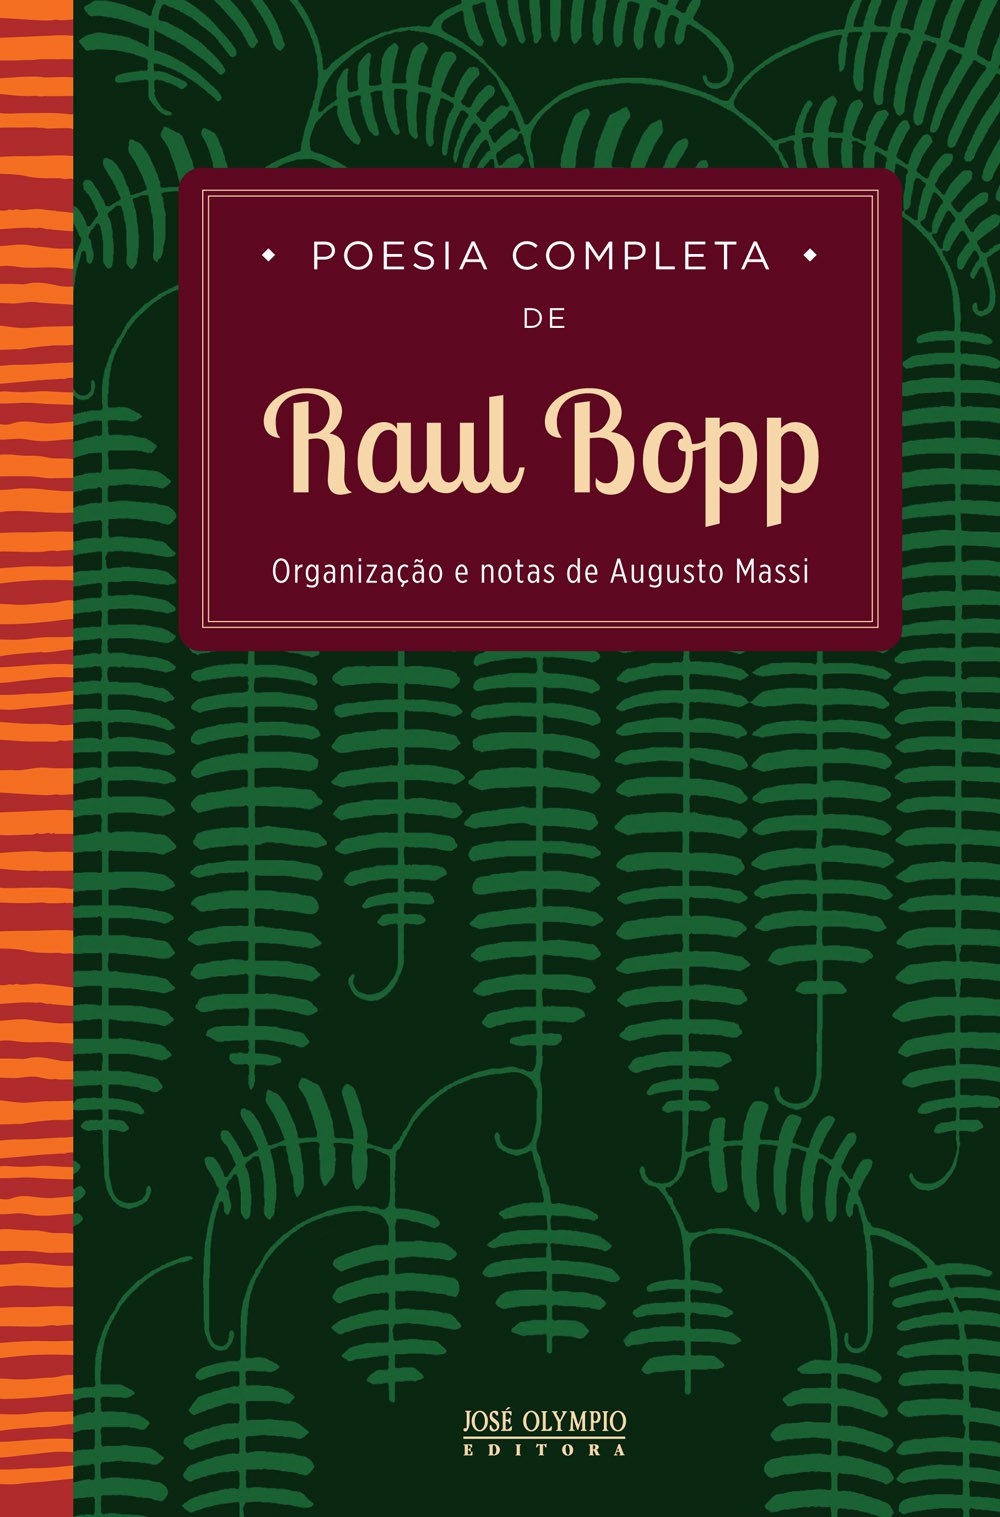 POESIA COMPLETA
DE
Raul Bopp
Organização e notas de Augusto Massi
JOSÉ OLYMPIO
EDITORA